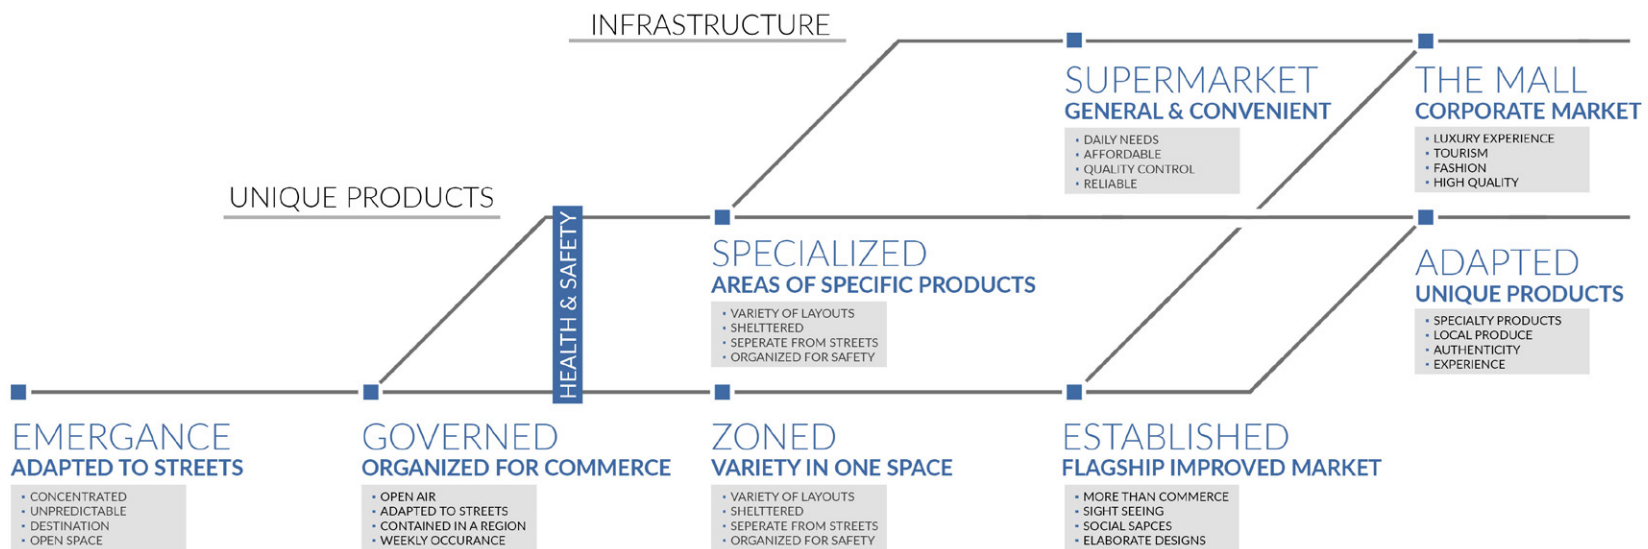 INFRASTRUCTURE
SUPERMARKET
GENERAL & CONVENIENT
• DAILY NEEDS
• AFFORDABLE
• QUALITY CONTROL
• RELIABLE
THE MALL
CORPORATE MARKET
• LUXURY EXPERIENCE
• TOURISM
• FASHION
• HIGH QUALITY
UNIQUE PRODUCTS
HEALTH & SAFETY
SPECIALIZED
AREAS OF SPECIFIC PRODUCTS
• VARIETY OF LAYOUTS
• SHELTTERED
• SEPERATE FROM STREETS
• ORGANIZED FOR SAFETY
ADAPTED
UNIQUE PRODUCTS
• SPECIALTY PRODUCTS
• LOCAL PRODUCE
• AUTHENTICITY
• EXPERIENCE
EMERGANCE
ADAPTED TO STREETS
• CONCENTRATED
• UNPREDICTABLE
• DESTINATION
• OPEN SPACE
GOVERNED
ORGANIZED FOR COMMERCE
• OPEN AIR
• ADAPTED TO STREETS
• CONTAINED IN A REGION
• WEEKLY OCCURANCE
ZONED
VARIETY IN ONE SPACE
• VARIETY OF LAYOUTS
• SHELTTERED
• SEPERATE FROM STREETS
• ORGANIZED FOR SAFETY
ESTABLISHED
FLAGSHIP IMPROVED MARKET
• MORE THAN COMMERCE
• SIGHT SEEING
• SOCIAL SAPCES
• ELABORATE DESIGNS